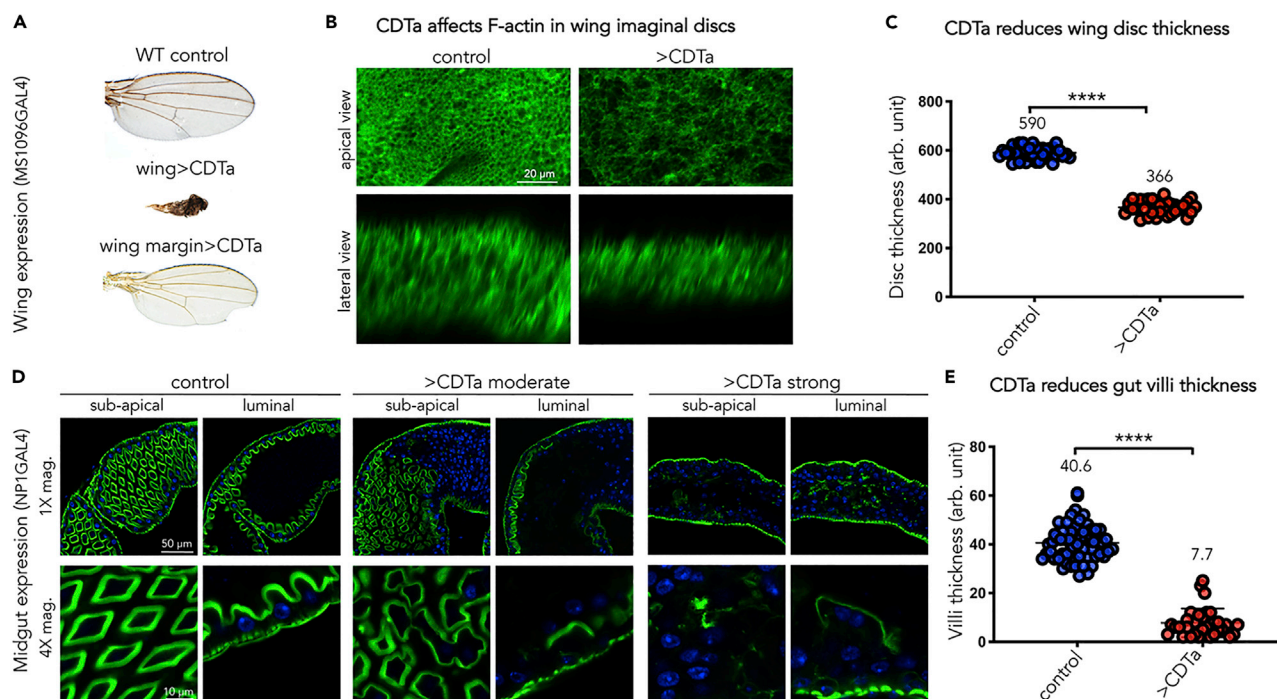 A
Wing expression (MS1096GAL4)
WT control
wing>CDTa
wing margin>CDTa
B
CDTa affects F-actin in wing imaginal discs
control
>CDTa
apical view
20 µm
lateral view
C
CDTa reduces wing disc thickness
Disc thickness (arb. unit)
800
600
400
200
0
****
590
366
control
>CDTa
D
Midgut expression (NP1GAL4)
control
>CDTa moderate
>CDTa strong
sub-apical
luminal
sub-apical
luminal
sub-apical
luminal
1X mag.
50 µm
4X mag.
10 µm
E
CDTa reduces gut villi thickness
Villi thickness (arb. unit)
80
60
40
20
0
****
40.6
7.7
control
>CDTa